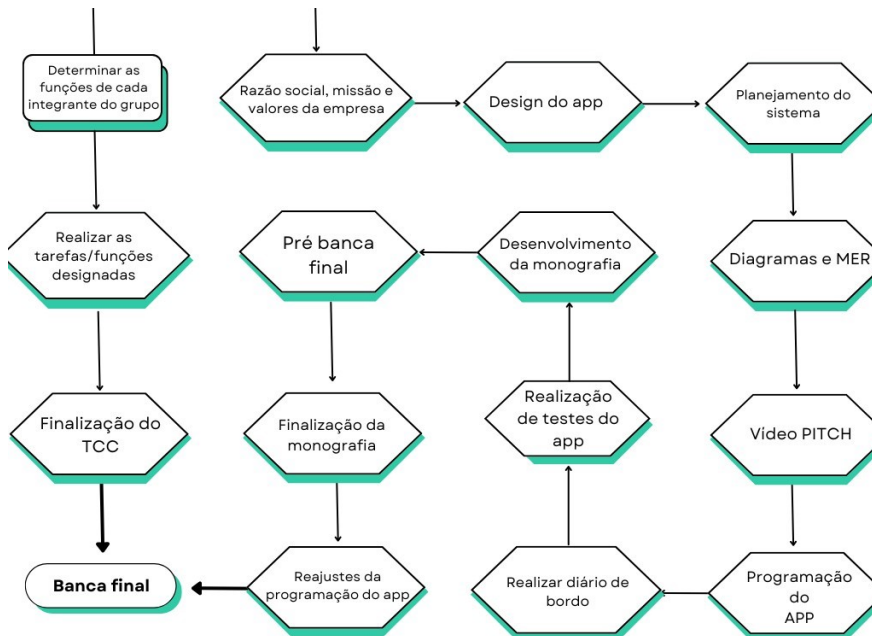 Determinar as
funções de cada
integrante do grupo
Razão social, missão e
valores da empresa
Design do app
Planejamento do
sistema
Realizar as
tarefas/funções
designadas
Pré banca
final
Desenvolvimento
da monografia
Diagramas e MER
Finalização do
TCC
Finalização da
monografia
Realização
de testes do
app
Vídeo PITCH
Banca final
Reajustes da
programação do app
Realizar diário de
bordo
Programação
do
APP